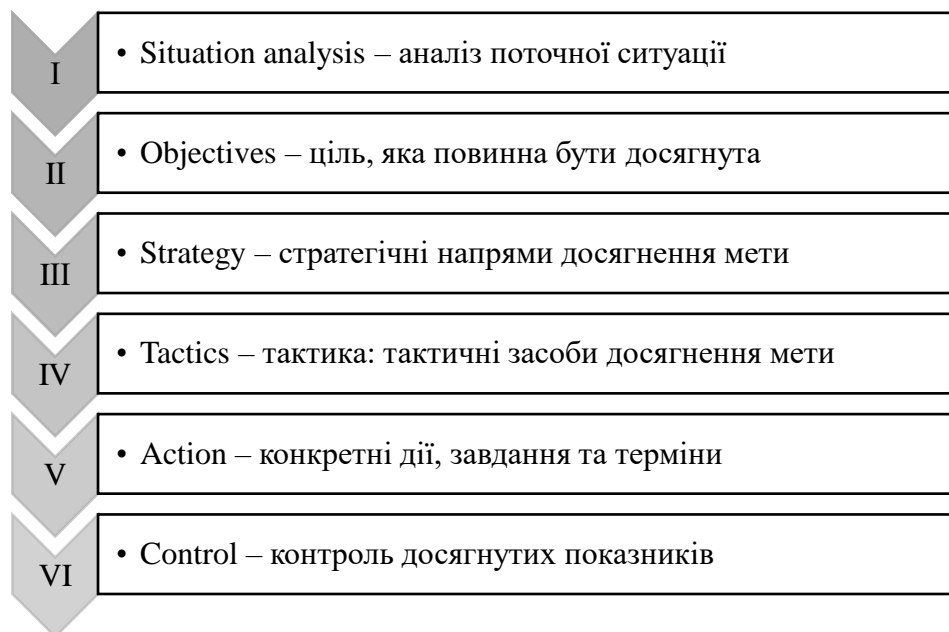 I
• Situation analysis – аналіз поточної ситуації
II
• Objectives – ціль, яка повинна бути досягнута
III
• Strategy – стратегічні напрями досягнення мети
IV
• Tactics – тактика: тактичні засоби досягнення мети
V
• Action – конкретні дії, завдання та терміни
VI
• Control – контроль досягнутих показників